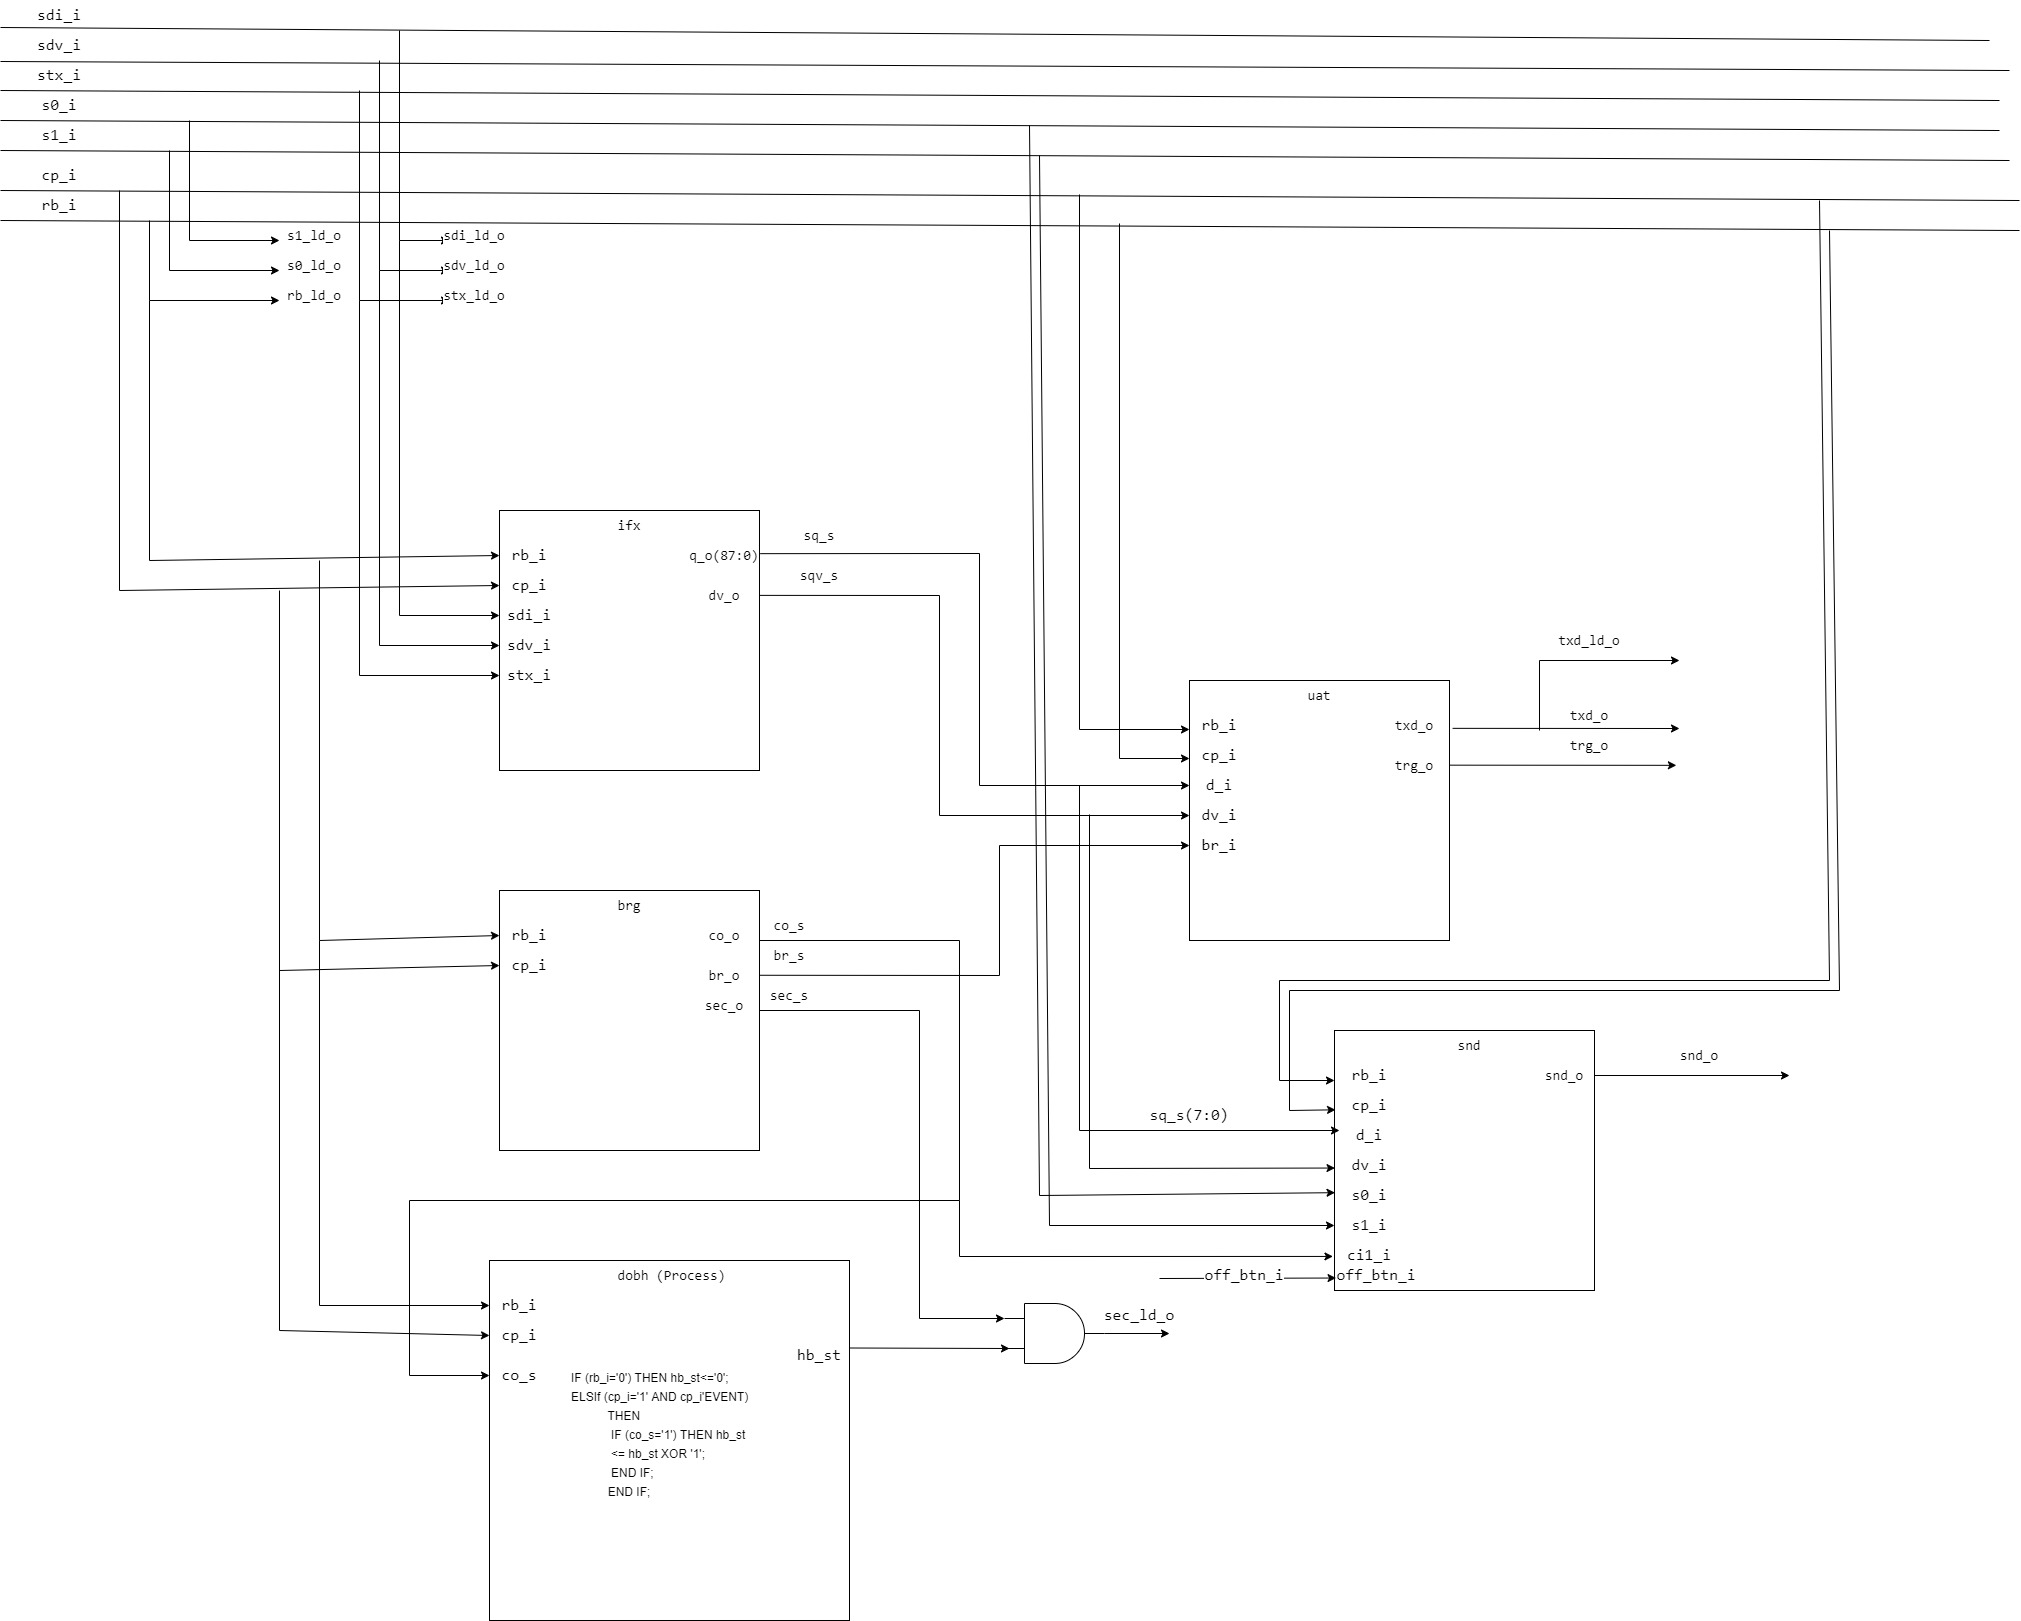 sdi_i
sdv_i
stx_i
s0_i
s1_i
cp_i
rb_i
s1_ld_o
s0_ld_o
rb_ld_o
sdi_ld_o
sdv_ld_o
stx_ld_o
ifx
rb_i
cp_i
sdi_i
sdv_i
stx_i
q_o(87:0)
dv_o
sq_s
sqv_s
uat
rb_i
cp_i
d_i
dv_i
br_i
txd_o
trg_o
txd_ld_o
txd_o
trg_o
brg
rb_i
cp_i
co_o
br_o
sec_o
co_s
br_s
sec_s
snd
rb_i
cp_i
d_i
dv_i
s0_i
s1_i
ci1_i
off_btn_i
snd_o
snd_o
sq_s(7:0)
off_btn_i
dobh (Process)
rb_i
cp_i
co_s
hb_st
IF (rb_i='0') THEN hb_st<='0';
ELSIf (cp_i='1' AND cp_i'EVENT)
THEN
IF (co_s='1') THEN hb_st
<= hb_st XOR '1';
END IF;
END IF;
sec_ld_o